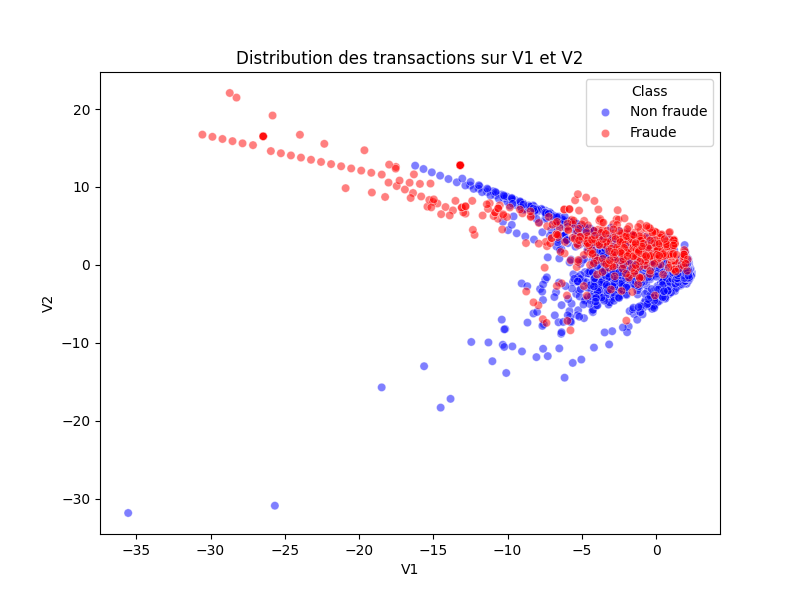 Distribution des transactions sur V1 et V2
Class
Non fraude
Fraude
V2
20
10
0
−10
−20
−30
−35
−30
−25
−20
−15
−10
−5
0
V1